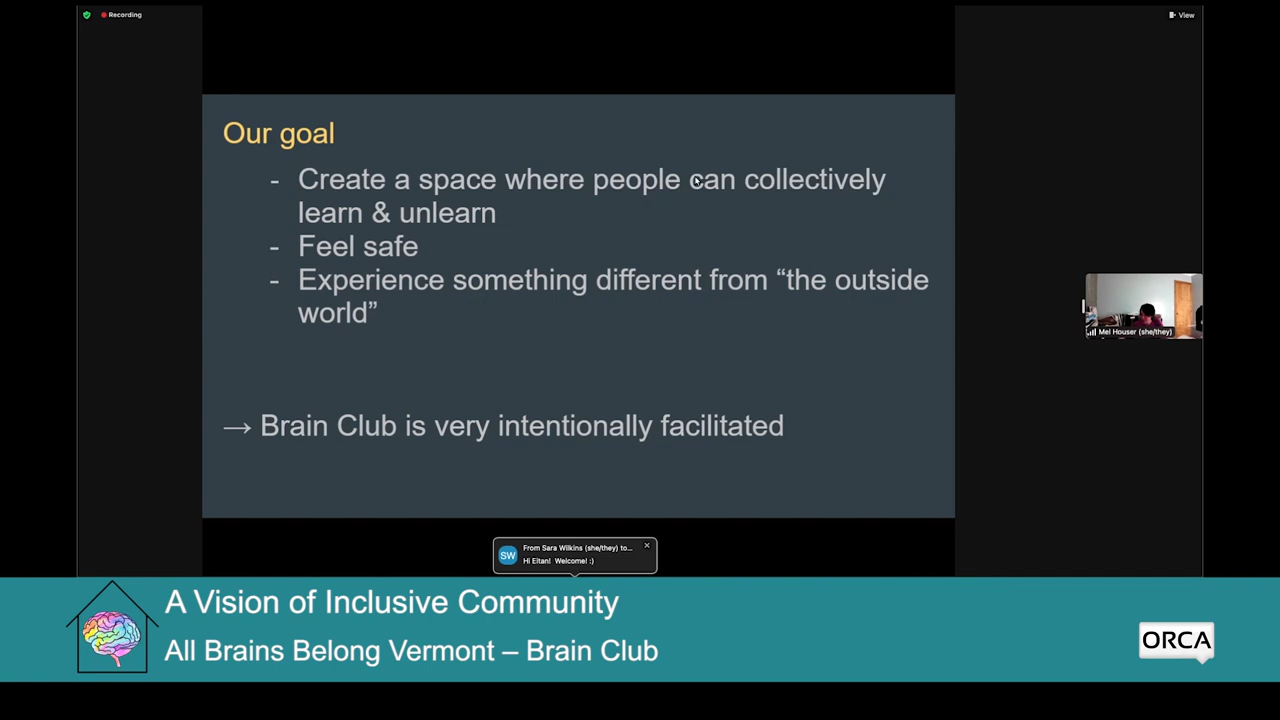 Recording
View
Our goal
- Create a space where people can collectively
learn & unlearn
- Feel safe
- Experience something different from “the outside
world”
Mel Houser (she/they)
→ Brain Club is very intentionally facilitated
SW
From Sara Wilkins (she/they) to...
Hi Eitan! Welcome! :)
A Vision of Inclusive Community
All Brains Belong Vermont – Brain Club
ORCA